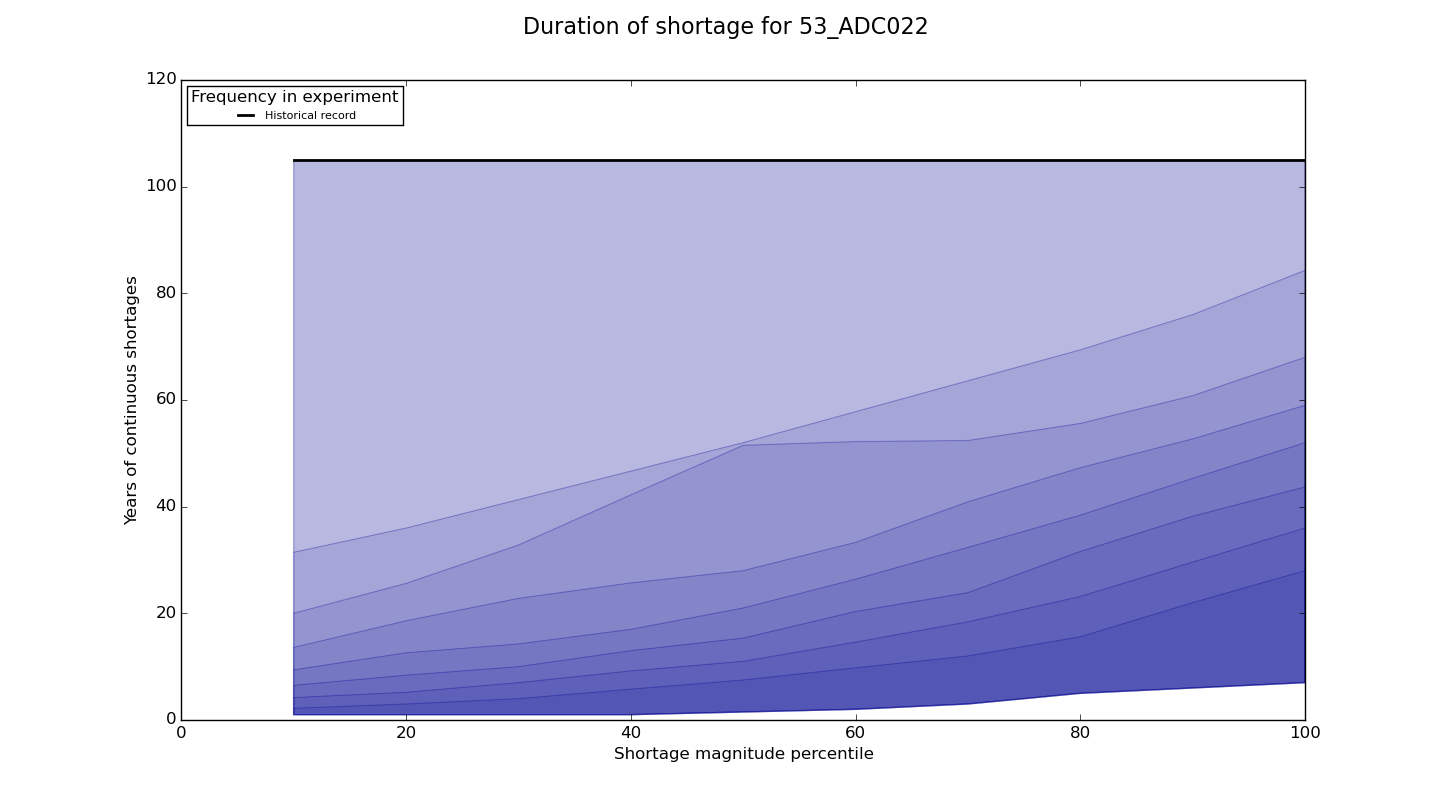 Duration of shortage for 53_ADC022
Frequency in experiment
Historical record
Years of continuous shortages
120
100
80
60
40
20
0
0 20 40 60 80 100
Shortage magnitude percentile